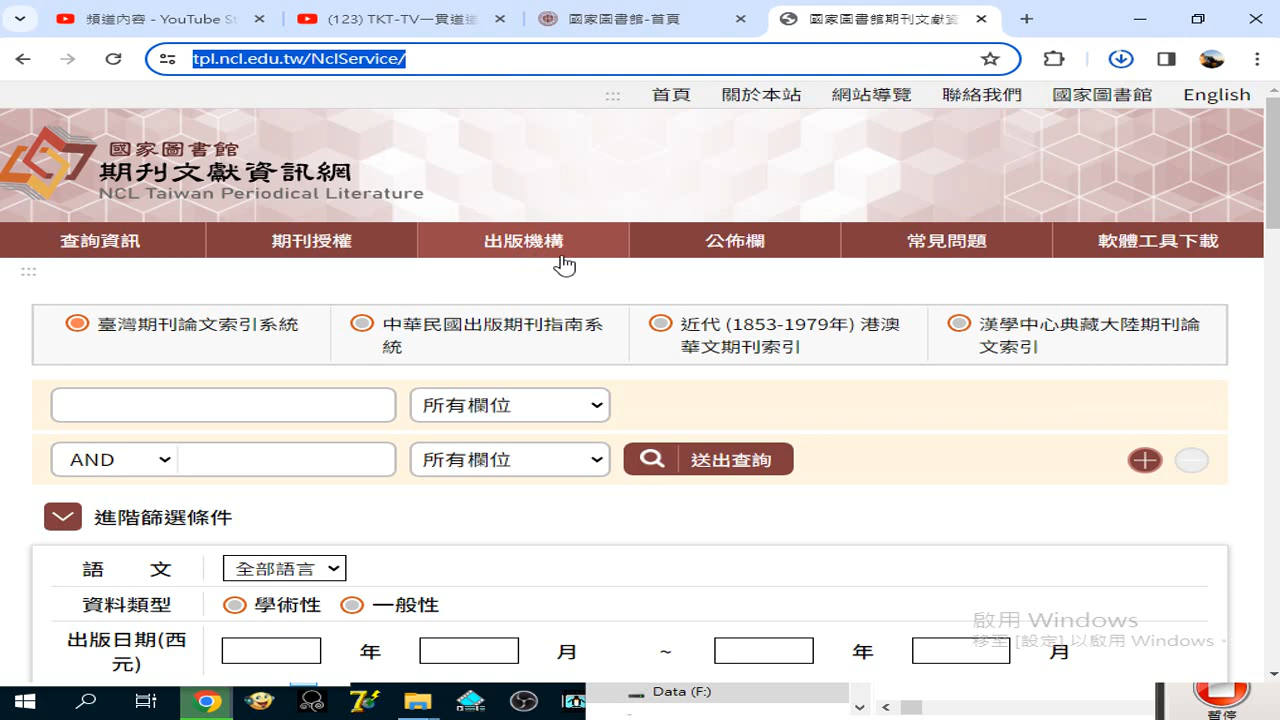 頻道內容 - YouTube St
(123) TKT-TV一貫道道
國家圖書館-首頁
國家圖書館期刊文獻資
tpl.ncl.edu.tw/NclService/
首頁 關於本站 網站導覽 聯絡我們 國家圖書館 English
國家圖書館
期刊文獻資訊網
NCL Taiwan Periodical Literature
查詢資訊 期刊授權 出版機構 公佈欄 常見問題 軟體工具下載
臺灣期刊論文索引系統
中華民國出版期刊指南系
統
近代 (1853-1979年) 港澳
華文期刊索引
漢學中心典藏大陸期刊論
文索引
所有欄位
AND 所有欄位 送出查詢
進階篩選條件
語 文 全部語言
資料類型 學術性 一般性
出版日期(西
元)
年 月 ~ 年 月
啟用 Windows
移至 [設定] 以啟用 Windows。
Data (F:)
暫停